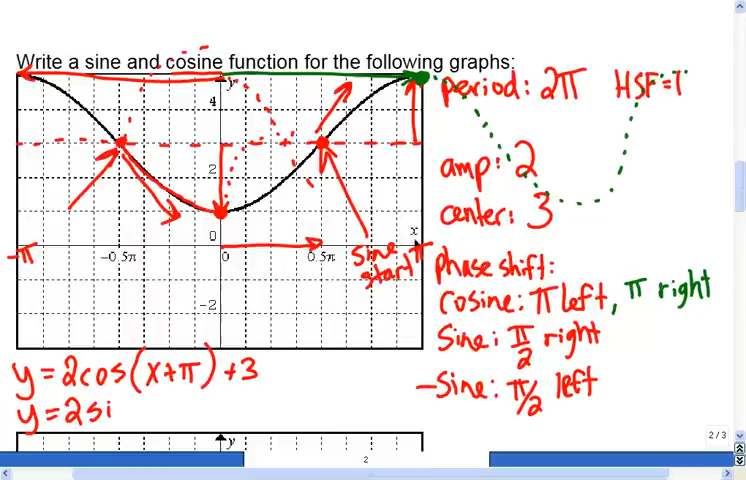 Write a sine and cosine function for the following graphs:
y
period: 2π HSF=1
4
amp: 2
2
center: 3
0
x
-π
-0.5π
0
0.5π
π
sine
start
phase shift:
cosine: π left, π right
-2
sine: π/2 right
-sine: π/2 left
y=2cos(x+π)+3
y=2si
2/3
y
2